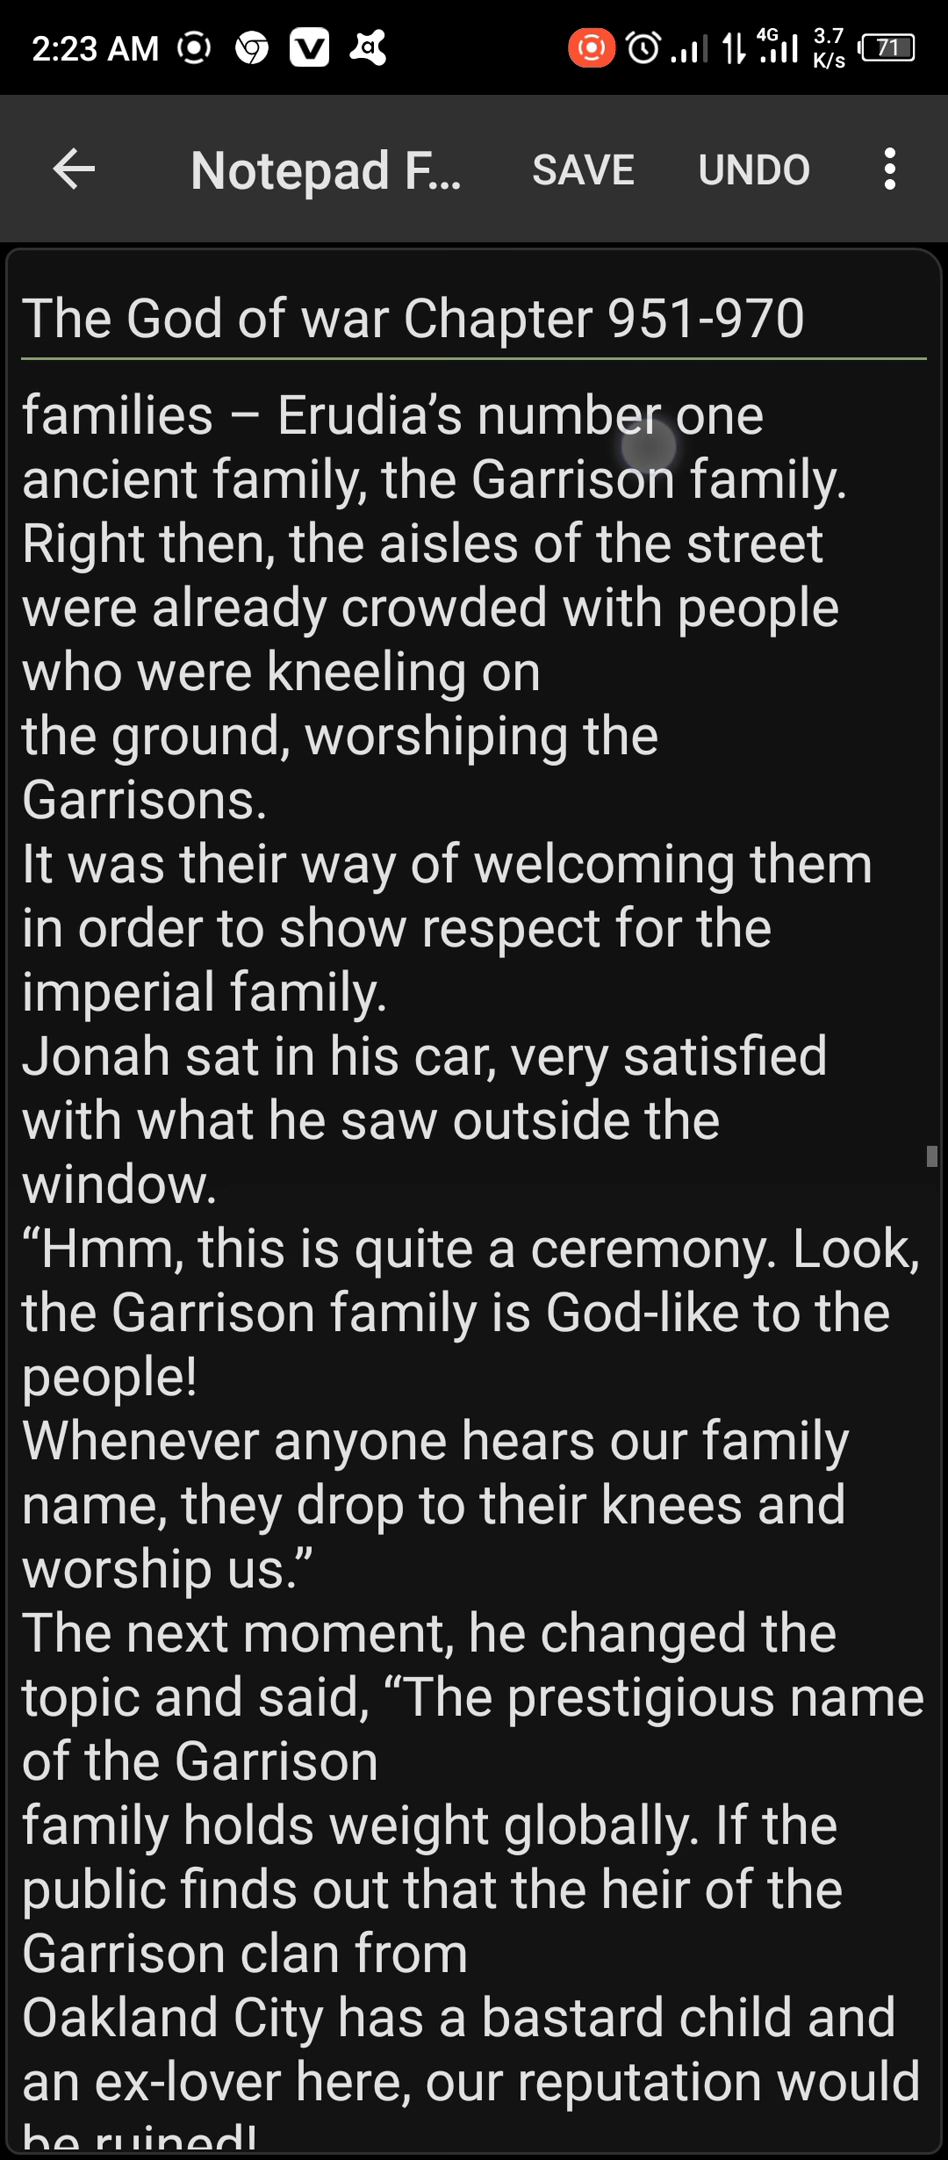 2:23 AM
4G
3.7
K/s
71
Notepad F...
SAVE
UNDO
The God of war Chapter 951-970
families – Erudia’s number one
ancient family, the Garrison family.
Right then, the aisles of the street
were already crowded with people
who were kneeling on
the ground, worshiping the
Garrisons.
It was their way of welcoming them
in order to show respect for the
imperial family.
Jonah sat in his car, very satisfied
with what he saw outside the
window.
“Hmm, this is quite a ceremony. Look,
the Garrison family is God-like to the
people!
Whenever anyone hears our family
name, they drop to their knees and
worship us.”
The next moment, he changed the
topic and said, “The prestigious name
of the Garrison
family holds weight globally. If the
public finds out that the heir of the
Garrison clan from
Oakland City has a bastard child and
an ex-lover here, our reputation would
be ruined!